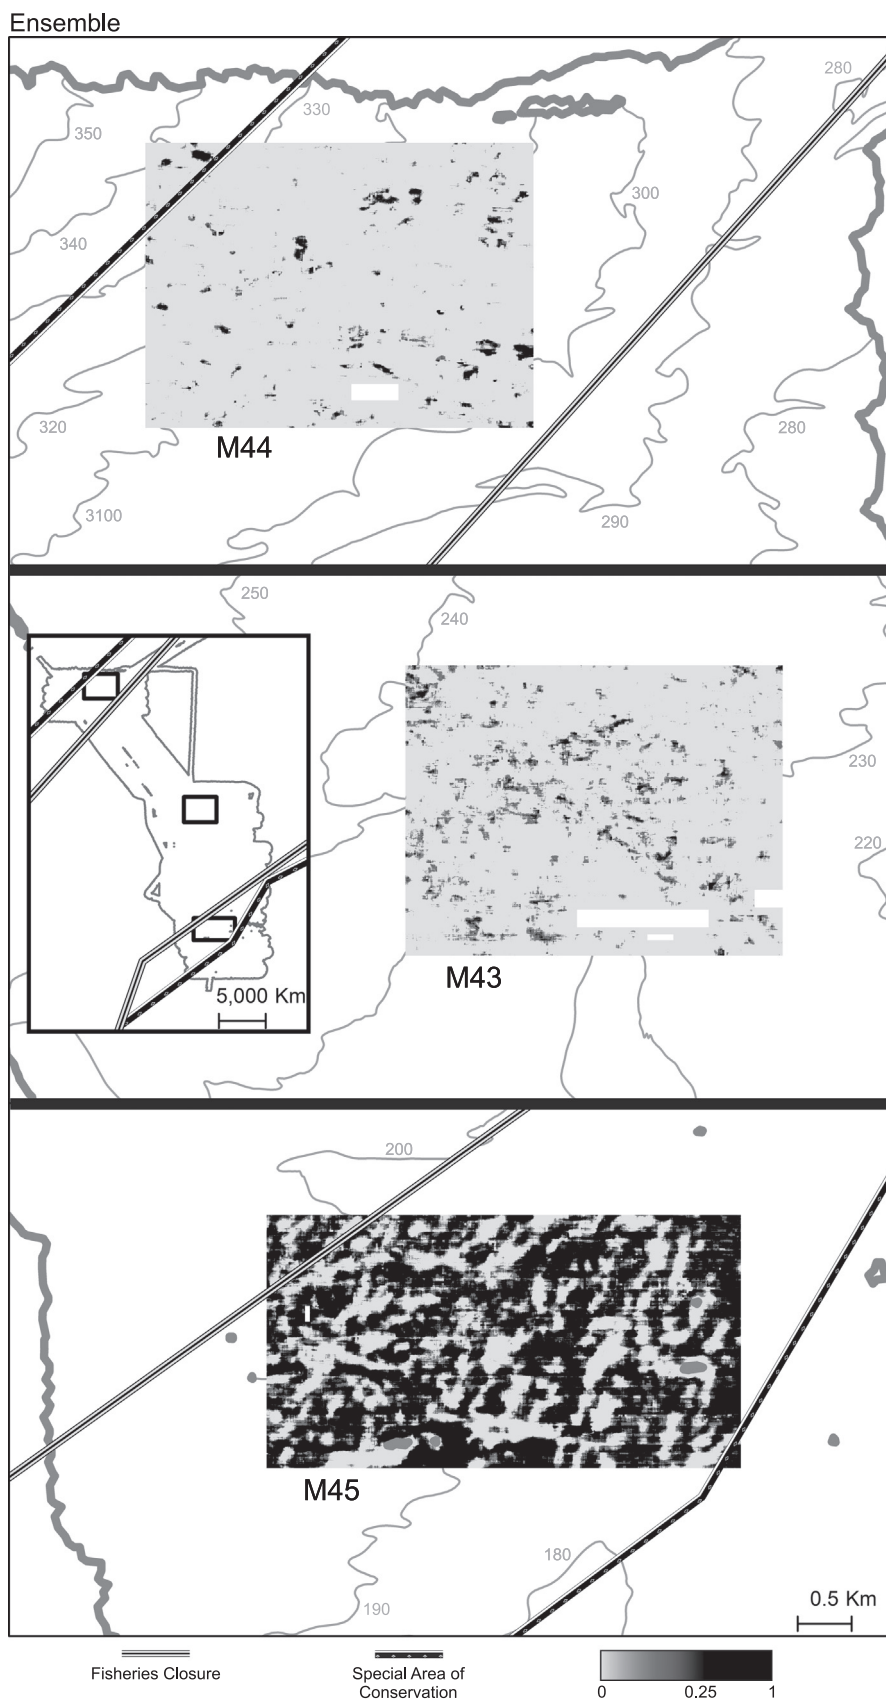 Ensemble
280
350
330
300
340
320
280
M44
3100
290
250
240
230
220
5,000 Km
M43
200
M45
180
190
0.5 Km
Fisheries Closure
Special Area of
Conservation
0 0.25 1